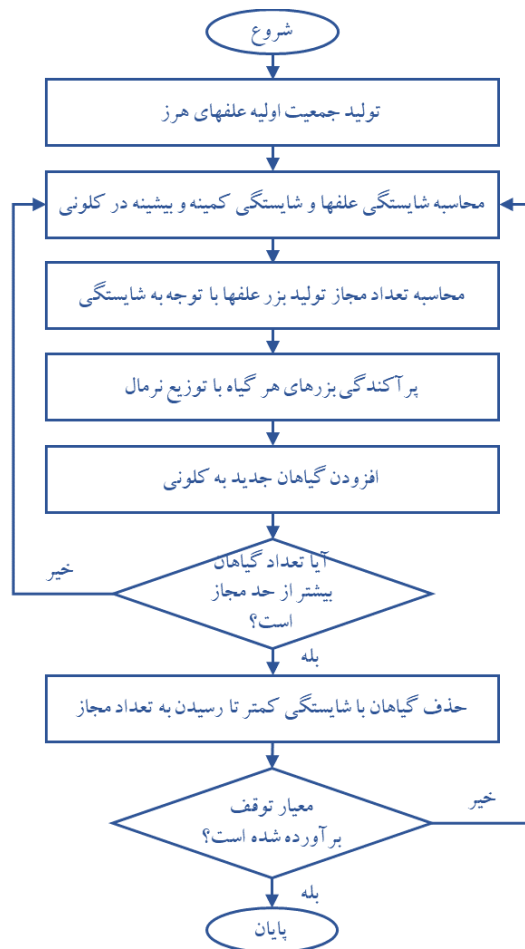 شروع
تولید جمعیت اولیه علفهای هرز
محاسبه شایستگی علفها و شایستگی کمینه و بیشینه در کلونی
محاسبه تعداد مجاز تولید بزر علفها با توجه به شایستگی
پرآکندگی بزرهای هر گیاه با توزیع نرمال
افزودن گیاهان جدید به کلونی
آیا تعداد گیاهان
بیشتر از حد مجاز
است؟
خیر
بله
حذف گیاهان با شایستگی کمتر تا رسیدن به تعداد مجاز
معیار توقف
برآورده شده است؟
خیر
بله
پایان